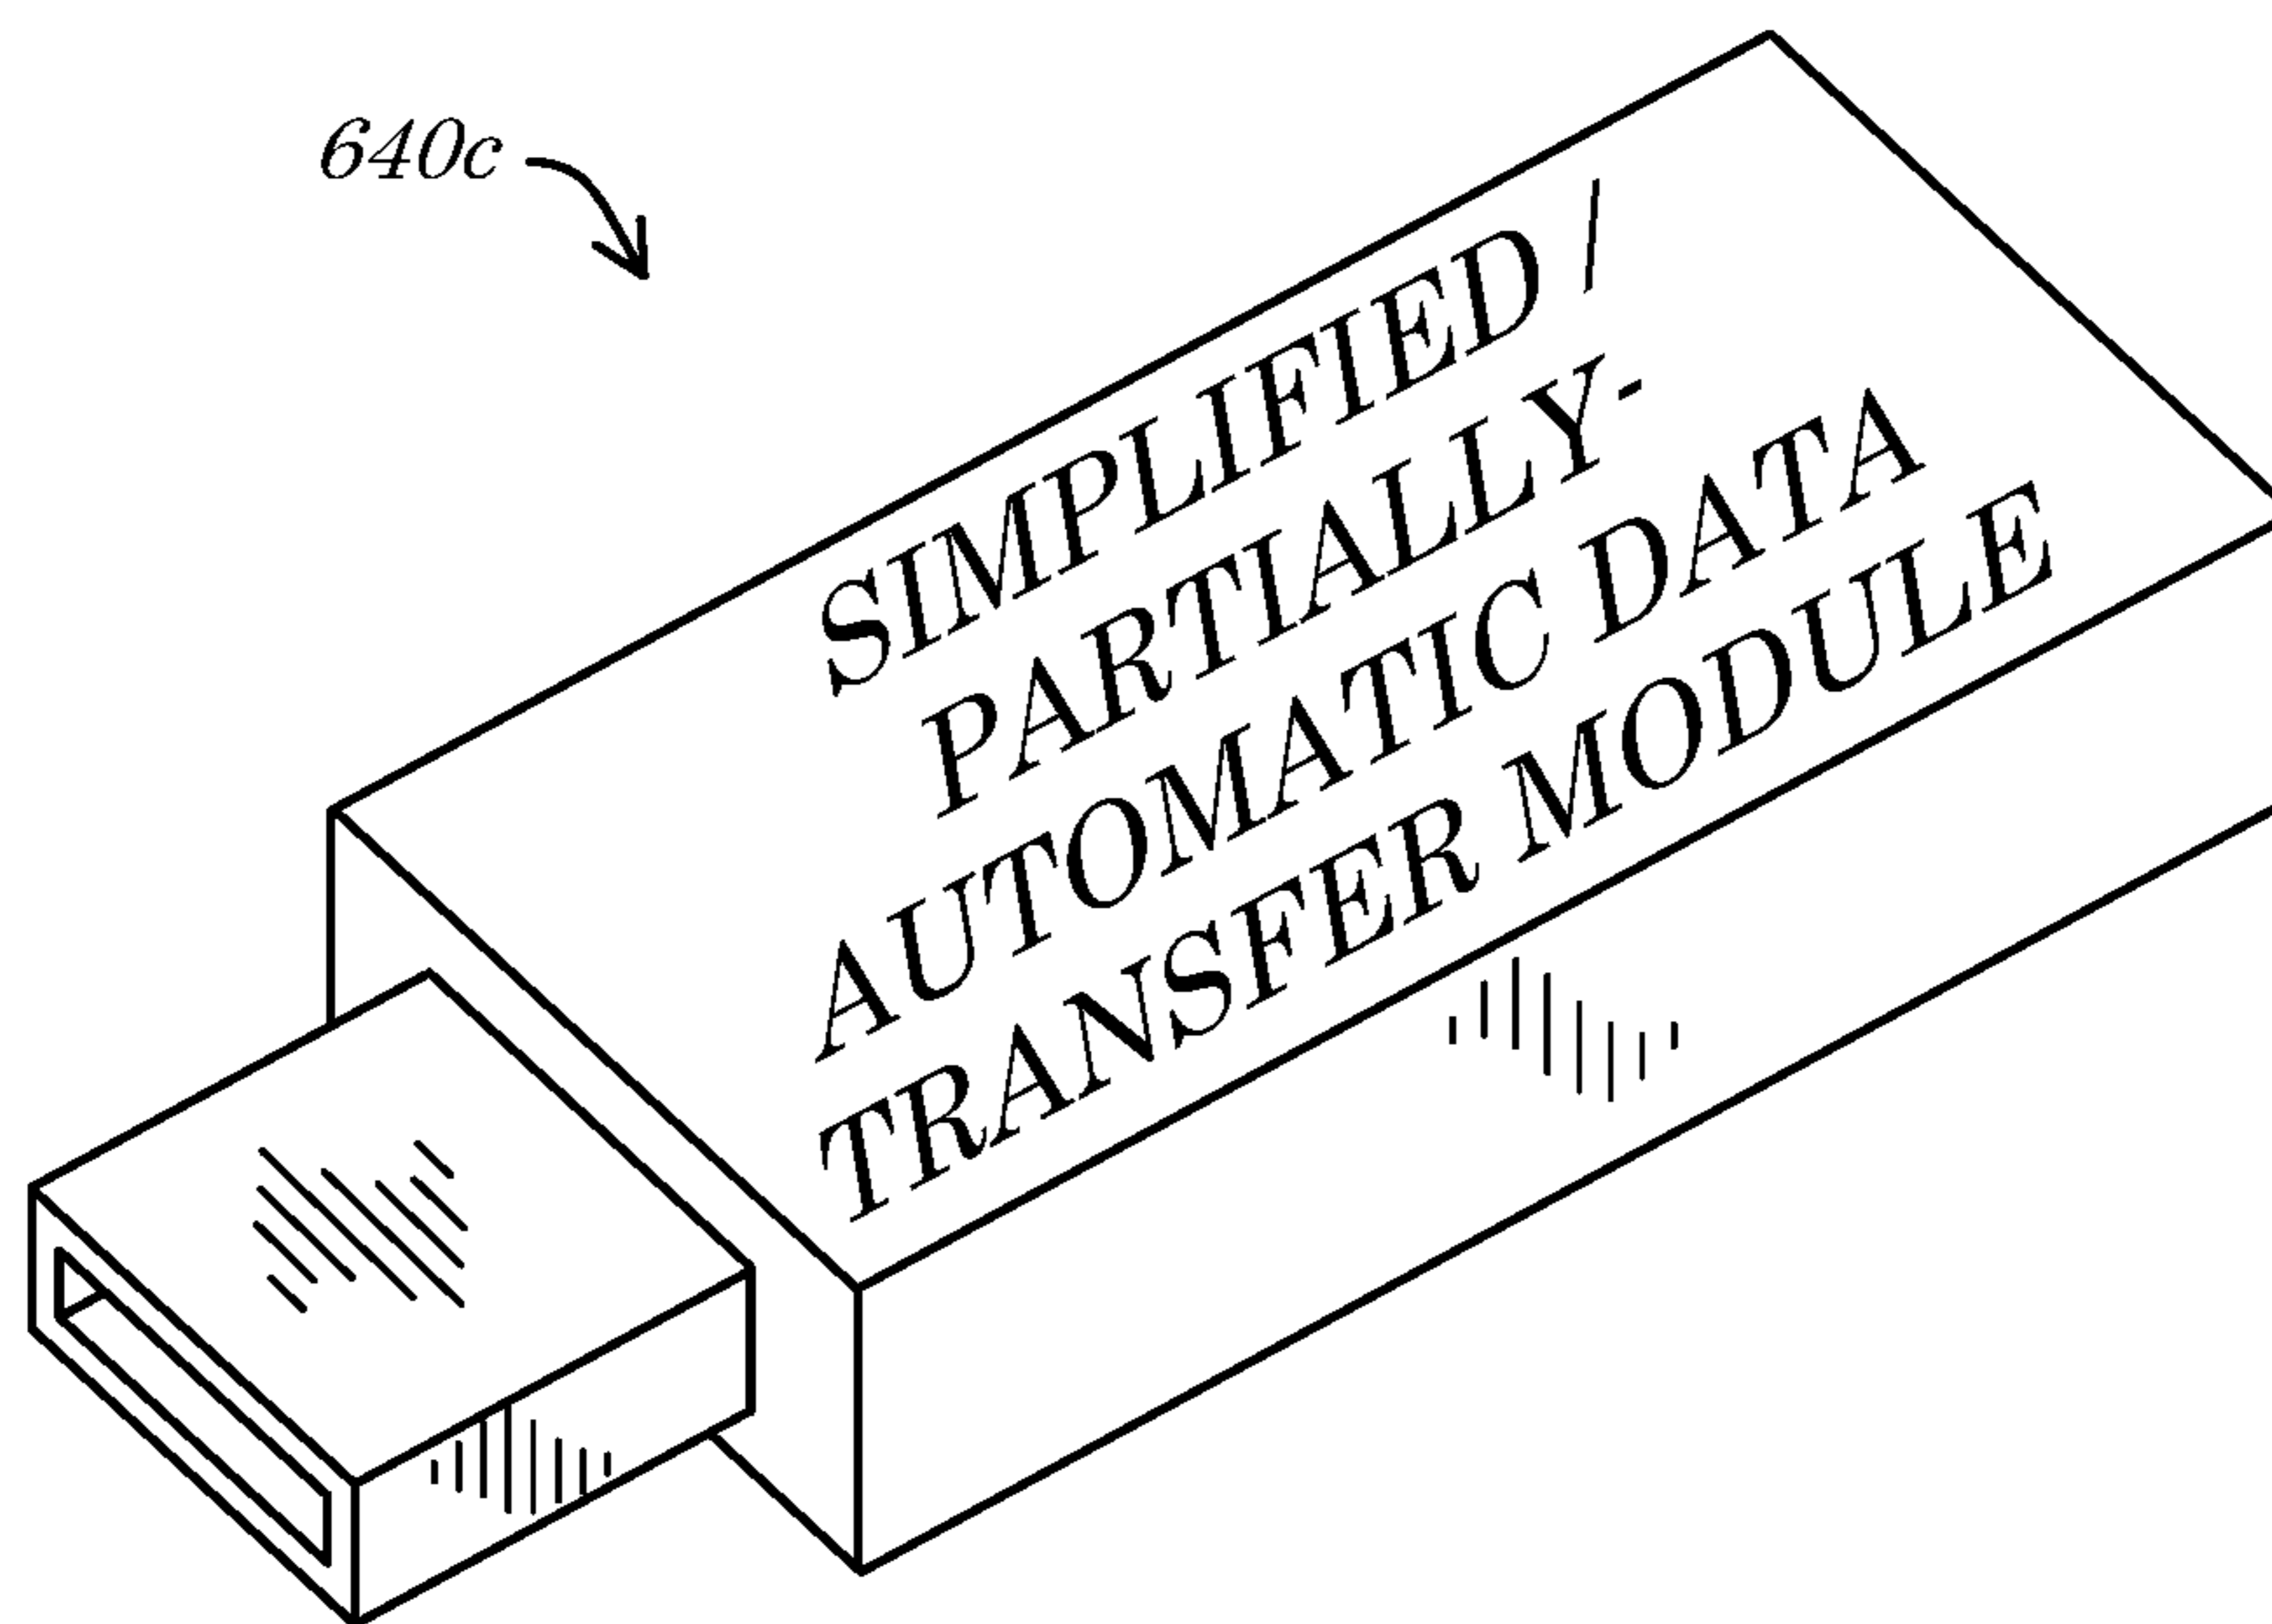 640c
SIMPLIFIED /
PARTIALLY-
AUTOMATIC DATA
TRANSFER MODULE